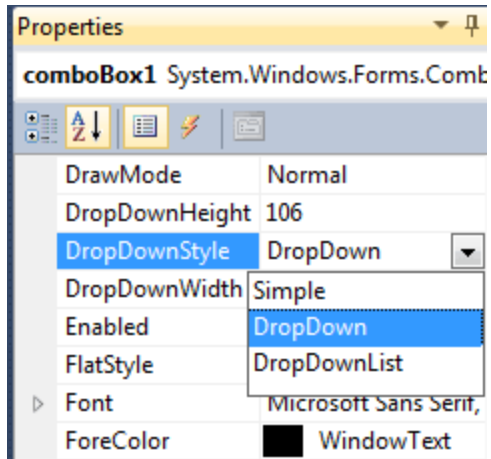 Properties
comboBox1 System.Windows.Forms.Comb
A
Z
DrawMode Normal
DropDownHeight 106
DropDownStyle DropDown
DropDownWidth Simple
Enabled DropDown
FlatStyle DropDownList
Font Microsoft Sans Serif,
ForeColor WindowText